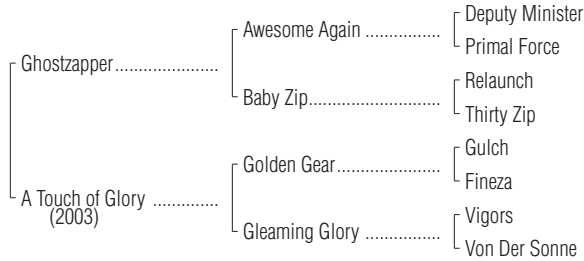 Deputy Minister
Awesome Again ................
Primal Force
Ghostzapper......................
Relaunch
Baby Zip............................
Thirty Zip
Gulch
Golden Gear......................
Fineza
A Touch of Glory .............
(2003)
Vigors
Gleaming Glory ................
Von Der Sonne